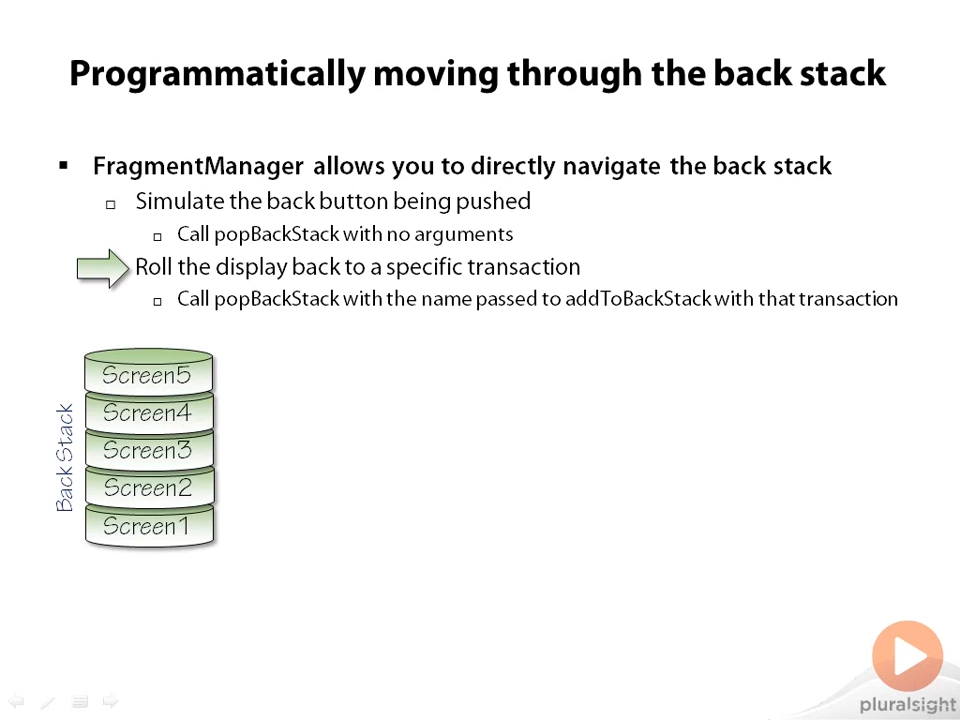 Programmatically moving through the back stack
FragmentManager allows you to directly navigate the back stack
Simulate the back button being pushed
Call popBackStack with no arguments
Roll the display back to a specific transaction
Call popBackStack with the name passed to addToBackStack with that transaction
Screen5
Screen4
Screen3
Screen2
Screen1
BackStack
pluralsight